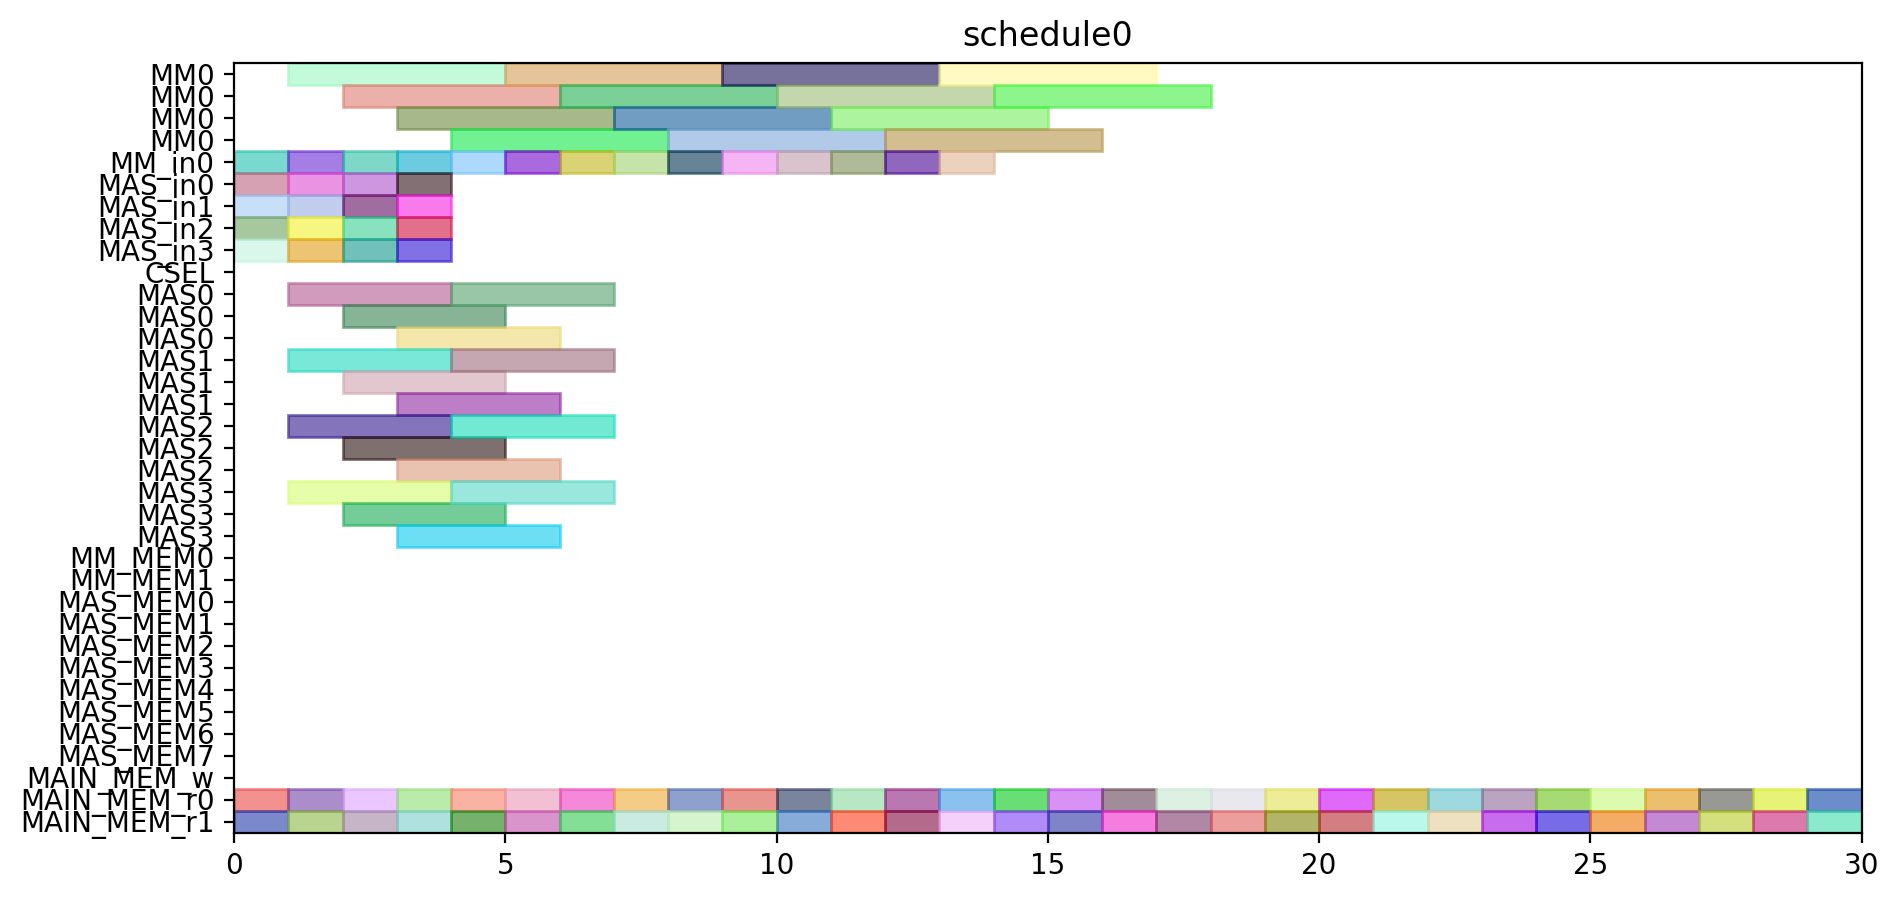 schedule0
MM0
MM0
MM0
MM0
MM_in0
MAS_in0
MAS_in1
MAS_in2
MAS_in3
CSEL
MAS0
MAS0
MAS0
MAS1
MAS1
MAS1
MAS2
MAS2
MAS2
MAS3
MAS3
MAS3
MM_MEM0
MM_MEM1
MAS_MEM0
MAS_MEM1
MAS_MEM2
MAS_MEM3
MAS_MEM4
MAS_MEM5
MAS_MEM6
MAS_MEM7
MAIN_MEM_w
MAIN_MEM_r0
MAIN_MEM_r1
0 5 10 15 20 25 30